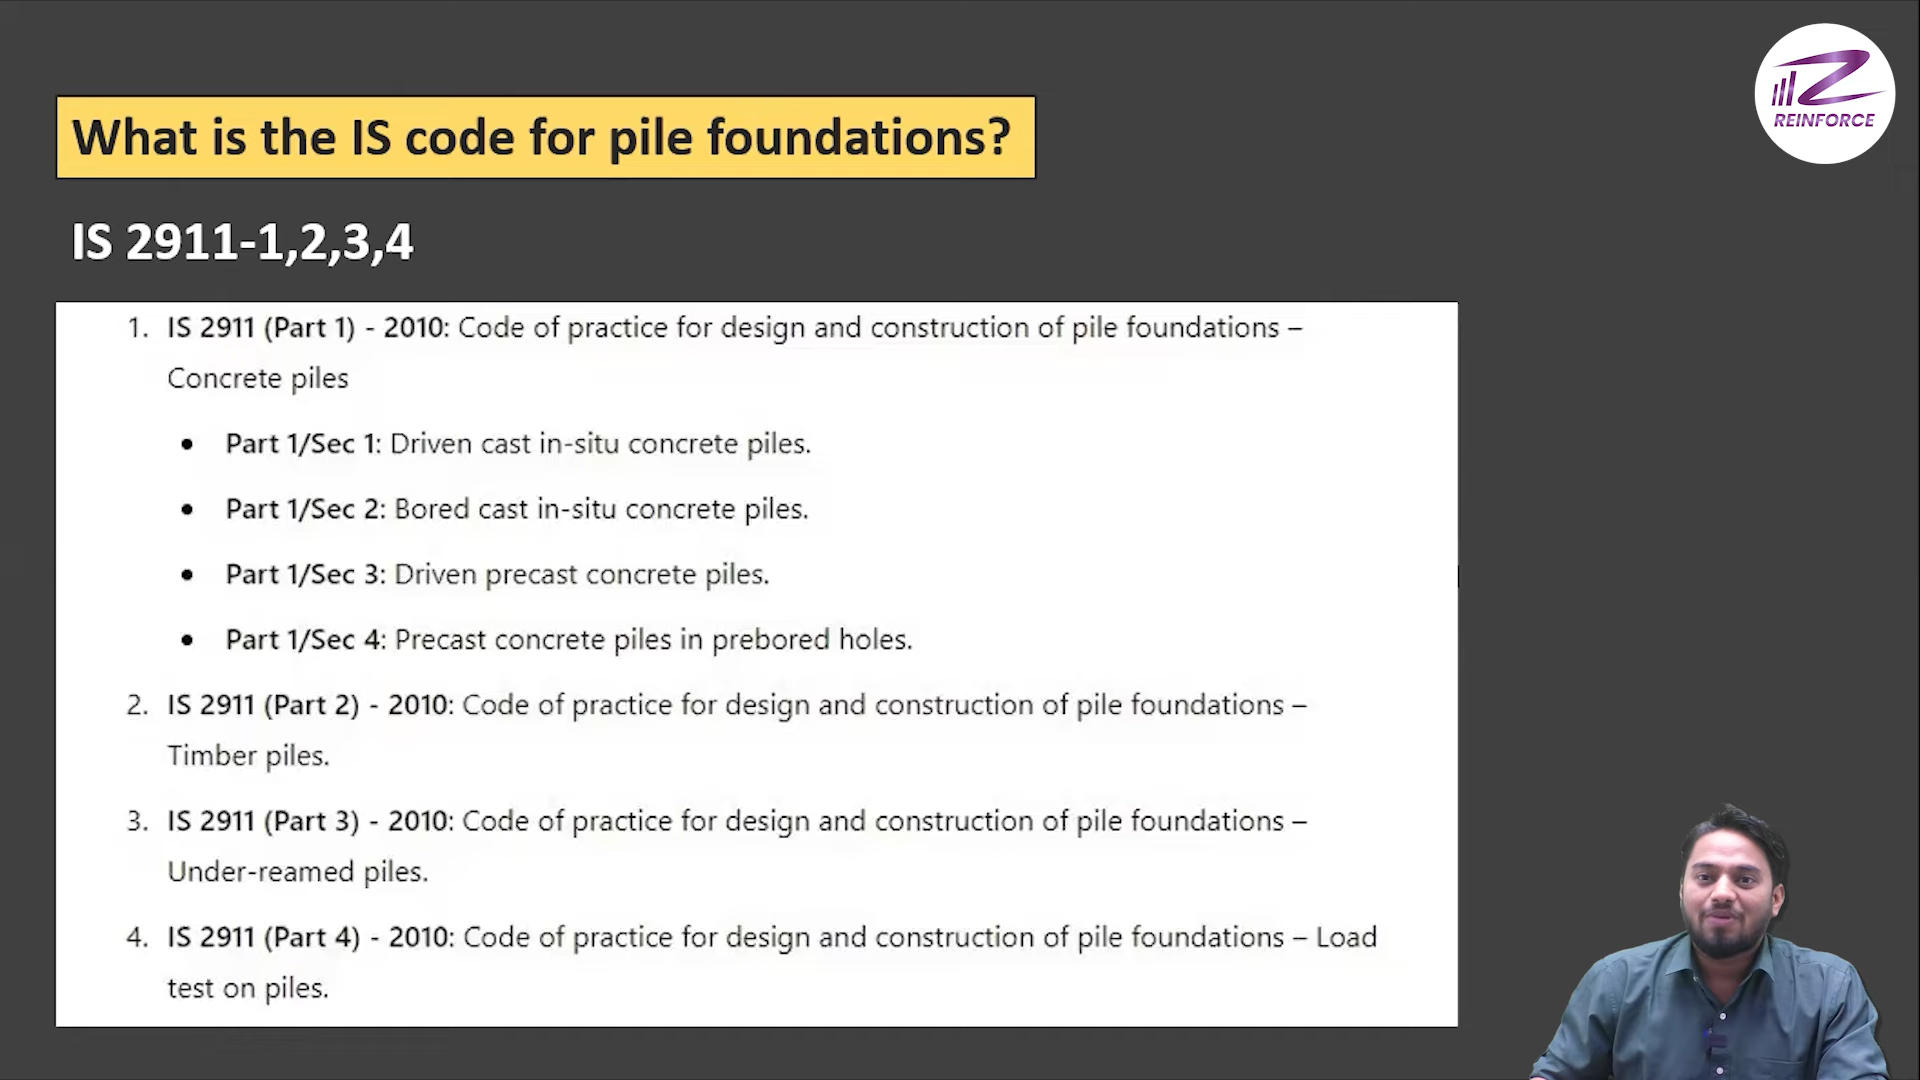 REINFORCE
What is the IS code for pile foundations?
IS 2911-1,2,3,4
1. IS 2911 (Part 1) - 2010: Code of practice for design and construction of pile foundations –
Concrete piles
• Part 1/Sec 1: Driven cast in-situ concrete piles.
• Part 1/Sec 2: Bored cast in-situ concrete piles.
• Part 1/Sec 3: Driven precast concrete piles.
• Part 1/Sec 4: Precast concrete piles in prebored holes.
2. IS 2911 (Part 2) - 2010: Code of practice for design and construction of pile foundations –
Timber piles.
3. IS 2911 (Part 3) - 2010: Code of practice for design and construction of pile foundations –
Under-reamed piles.
4. IS 2911 (Part 4) - 2010: Code of practice for design and construction of pile foundations – Load
test on piles.